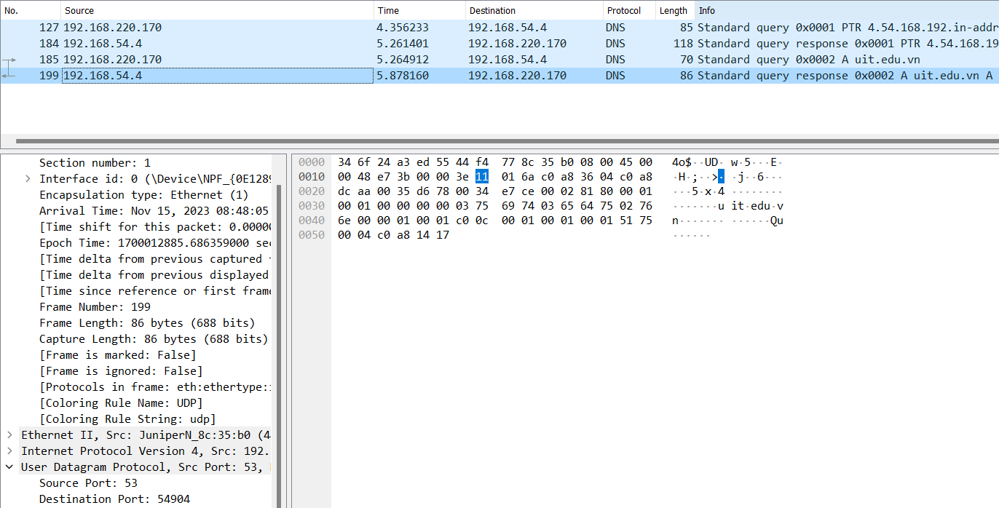 No. Source Time Destination Protocol Length Info
127 192.168.220.170 4.356233 192.168.54.4 DNS 85 Standard query 0x0001 PTR 4.54.168.192.in-addr
184 192.168.54.4 5.261401 192.168.220.170 DNS 118 Standard query response 0x0001 PTR 4.54.168.19
185 192.168.220.170 5.264912 192.168.54.4 DNS 70 Standard query 0x0002 A uit.edu.vn
199 192.168.54.4 5.878160 192.168.220.170 DNS 86 Standard query response 0x0002 A uit.edu.vn A
Section number: 1
Interface id: 0 (\Device\NPF_{0E1289
Encapsulation type: Ethernet (1)
Arrival Time: Nov 15, 2023 08:48:05
[Time shift for this packet: 0.0000
Epoch Time: 1700012885.686359000 sec
[Time delta from previous captured
[Time delta from previous displayed
[Time since reference or first frame
Frame Number: 199
Frame Length: 86 bytes (688 bits)
Capture Length: 86 bytes (688 bits)
[Frame is marked: False]
[Frame is ignored: False]
[Protocols in frame: eth:ethertype:
[Coloring Rule Name: UDP]
[Coloring Rule String: udp]
Ethernet II, Src: JuniperN_8c:35:b0 (4
Internet Protocol Version 4, Src: 192.
User Datagram Protocol, Src Port: 53,
Source Port: 53
Destination Port: 54904
0000 34 6f 24 a3 ed 55 44 f4 77 8c 35 b0 08 00 45 00 4o$··UD· w·5···E·
0010 00 48 e7 3b 00 00 3e 11 01 6a c0 a8 36 04 c0 a8 ·H·;··>· ·j··6···
0020 dc aa 00 35 d6 78 00 34 e7 ce 00 02 81 80 00 01 ···5·x·4 ········
0030 00 01 00 00 00 00 03 75 69 74 03 65 64 75 02 76 ·······u it·edu·v
0040 6e 00 00 01 00 01 c0 0c 00 01 00 01 00 01 51 75 n······· ······Qu
0050 00 04 c0 a8 14 17 ······